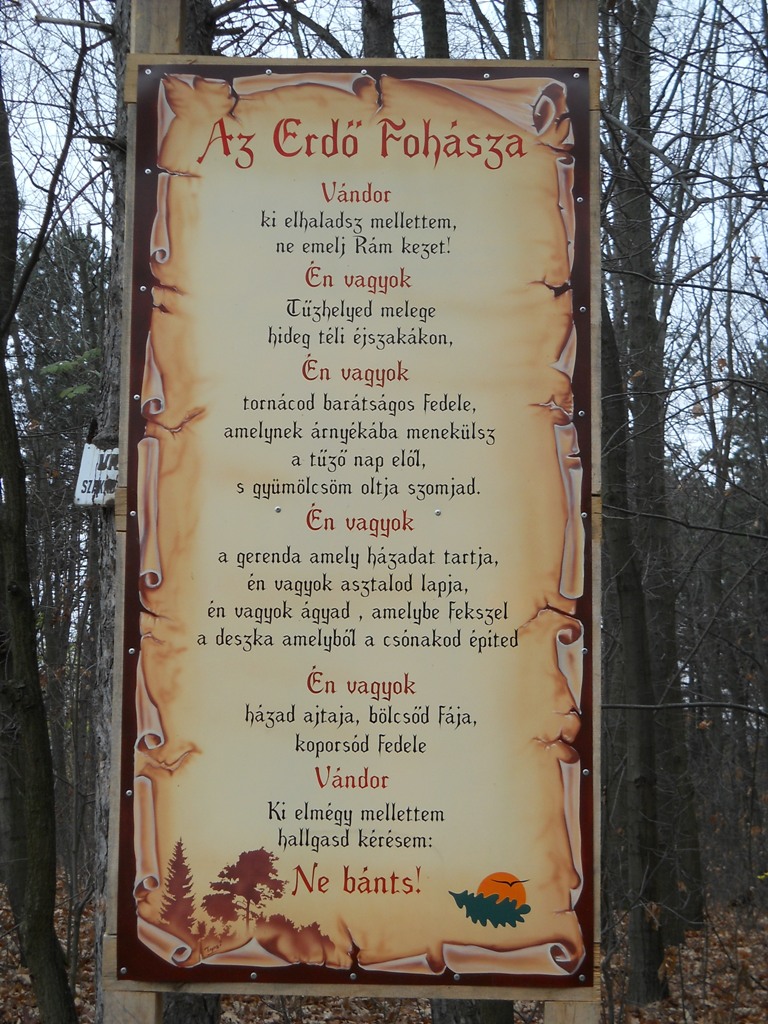 Az Erdő Fohásza
Vándor
ki elhaladsz mellettem,
ne emelj Rám kezet!
Én vagyok
Tűzhelyed melege
hideg téli éjszakákon,
Én vagyok
tornácod barátságos Fedele,
amelynek árnyékába menekülsz
a tűző nap elől,
s gyümölcsöm oltja szomjad.
Én vagyok
a gerenda amely házadat tartja,
én vagyok asztalod lapja,
én vagyok ágyad , amelybe Fekszel
a deszka amelyből a csónakod épited
Én vagyok
házad ajtaja, bölcsőd Fája,
koporsód Fedele
Vándor
Ki elmégy mellettem
hallgasd kérésem:
Ne bánts!